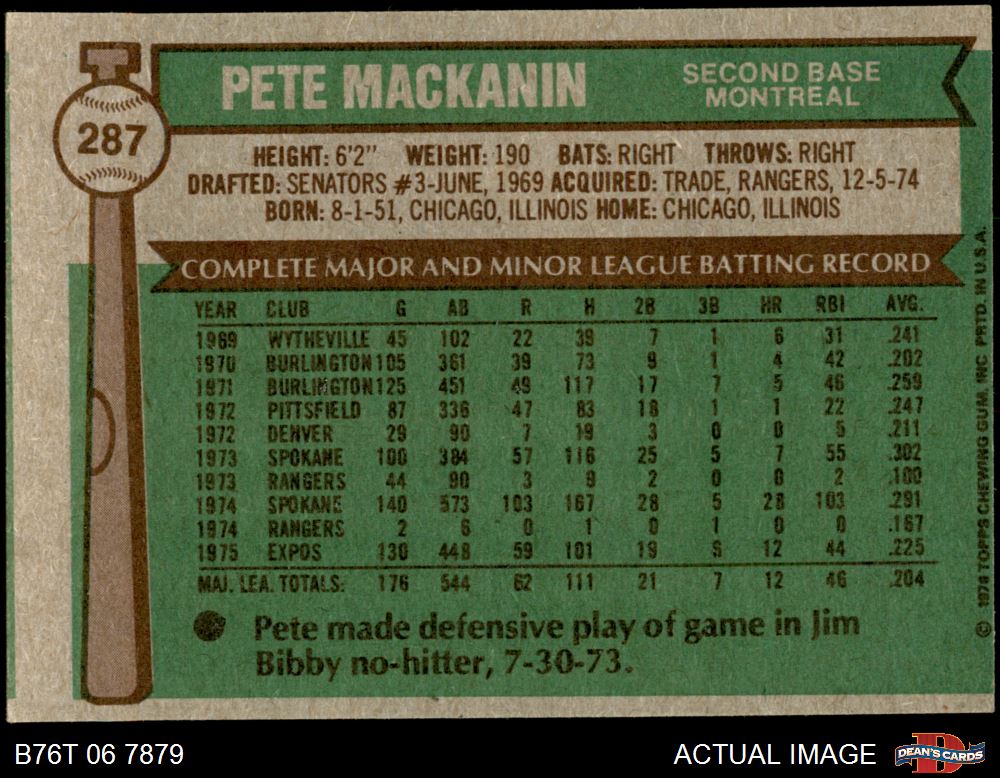 PETE MACKANIN
SECOND BASE
MONTREAL
287
HEIGHT: 6'2" WEIGHT: 190 BATS: RIGHT THROWS: RIGHT
DRAFTED: SENATORS #3-JUNE, 1969 ACQUIRED: TRADE, RANGERS, 12-5-74
BORN: 8-1-51, CHICAGO, ILLINOIS HOME: CHICAGO, ILLINOIS
COMPLETE MAJOR AND MINOR LEAGUE BATTING RECORD
YEAR CLUB G AB R H 2B 3B HR RBI AVG.
1969 WYTHEVILLE 45 102 22 39 7 1 6 31 .241
1970 BURLINGTON 105 361 39 73 9 1 4 42 .202
1971 BURLINGTON 125 451 49 117 17 7 5 46 .259
1972 PITTSFIELD 87 336 47 83 18 1 1 22 .247
1972 DENVER 29 90 7 19 3 0 0 5 .211
1973 SPOKANE 100 384 57 116 25 5 7 55 .302
1973 RANGERS 44 90 3 9 2 0 0 2 .100
1974 SPOKANE 140 573 103 167 28 5 28 103 .291
1974 RANGERS 2 6 0 1 0 1 0 0 .167
1975 EXPOS 130 448 59 101 19 6 12 44 .225
MAJ. LEA. TOTALS: 176 544 62 111 21 7 12 46 .204
Pete made defensive play of game in Jim
Bibby no-hitter, 7-30-73.
© 1976 TOPPS CHEWING GUM, INC. PRTD. IN U.S.A.
B76T 06 7879
ACTUAL IMAGE
DEAN'S CARDS